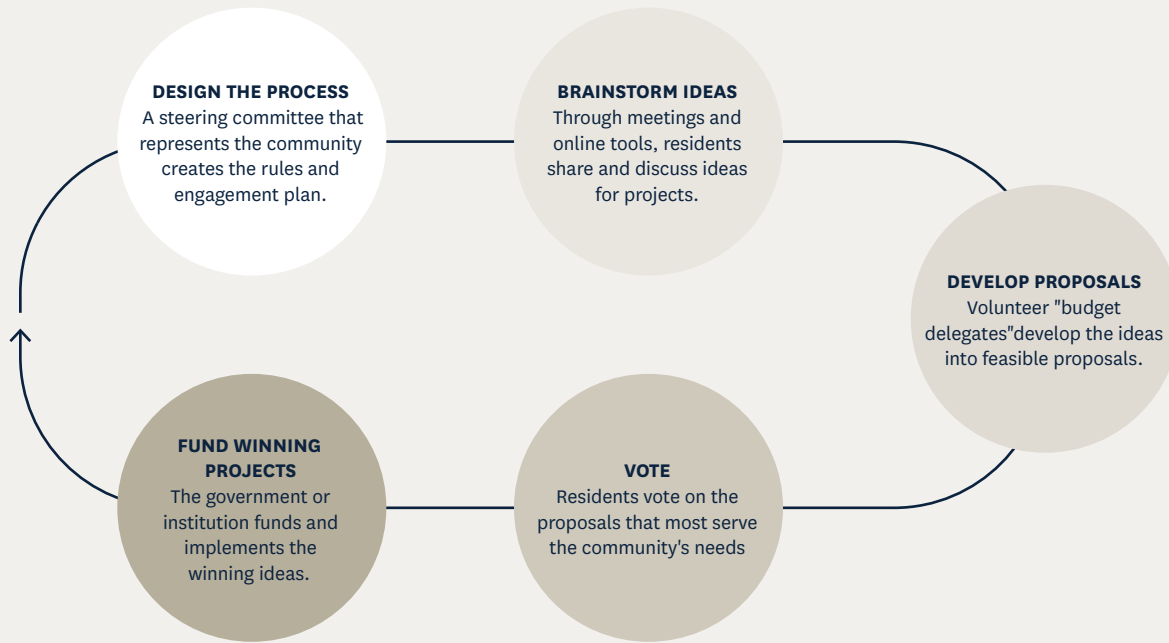 DESIGN THE PROCESS
A steering committee that
represents the community
creates the rules and
engagement plan.
BRAINSTORM IDEAS
Through meetings and
online tools, residents
share and discuss ideas
for projects.
DEVELOP PROPOSALS
Volunteer "budget
delegates"develop the ideas
into feasible proposals.
VOTE
Residents vote on the
proposals that most serve
the community's needs
FUND WINNING
PROJECTS
The government or
institution funds and
implements the
winning ideas.